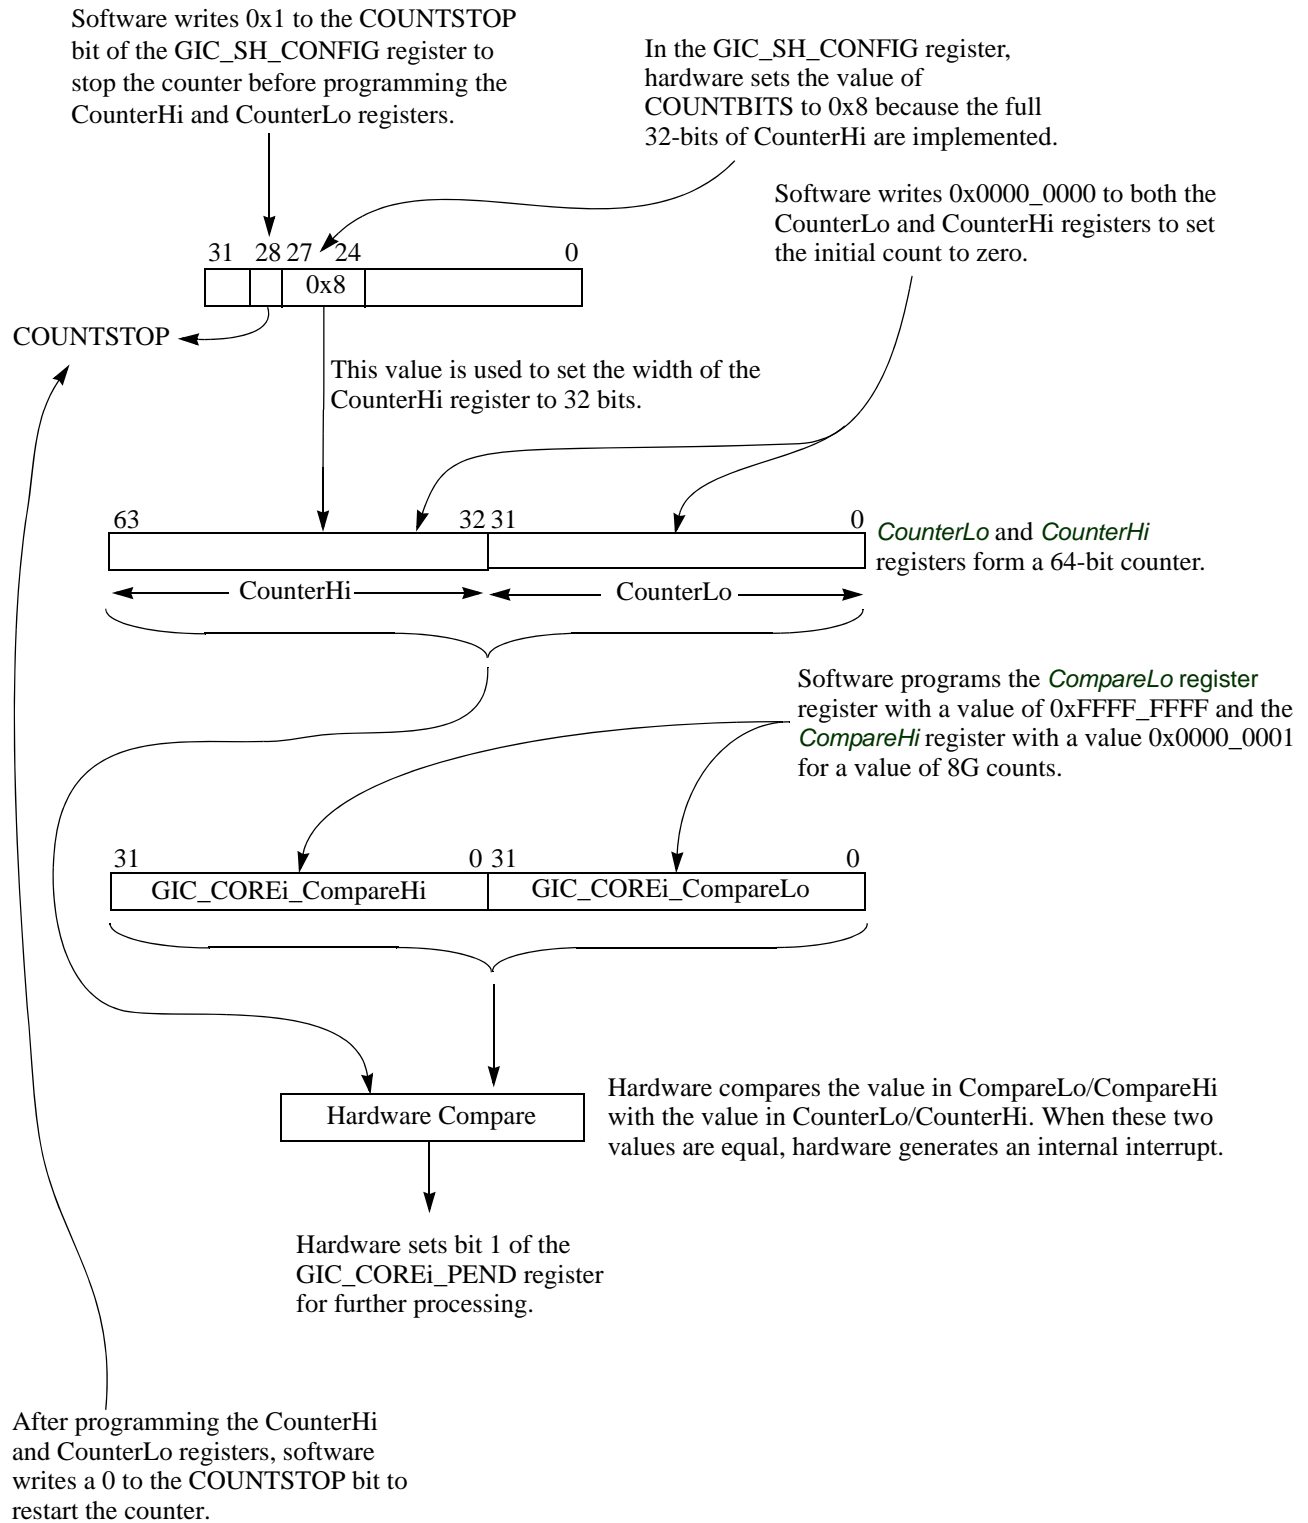 Software writes 0x1 to the COUNTSTOP
bit of the GIC_SH_CONFIG register to
stop the counter before programming the
CounterHi and CounterLo registers.
In the GIC_SH_CONFIG register,
hardware sets the value of
COUNTBITS to 0x8 because the full
32-bits of CounterHi are implemented.
Software writes 0x0000_0000 to both the
CounterLo and CounterHi registers to set
the initial count to zero.
31 28 27 24 0
0x8
COUNTSTOP
This value is used to set the width of the
CounterHi register to 32 bits.
63 32 31 0
CounterLo and CounterHi
registers form a 64-bit counter.
CounterHi CounterLo
Software programs the CompareLo register
register with a value of 0xFFFF_FFFF and the
CompareHi register with a value 0x0000_0001
for a value of 8G counts.
31 0 31 0
GIC_COREi_CompareHi GIC_COREi_CompareLo
Hardware Compare
Hardware compares the value in CompareLo/CompareHi
with the value in CounterLo/CounterHi. When these two
values are equal, hardware generates an internal interrupt.
Hardware sets bit 1 of the
GIC_COREi_PEND register
for further processing.
After programming the CounterHi
and CounterLo registers, software
writes a 0 to the COUNTSTOP bit to
restart the counter.